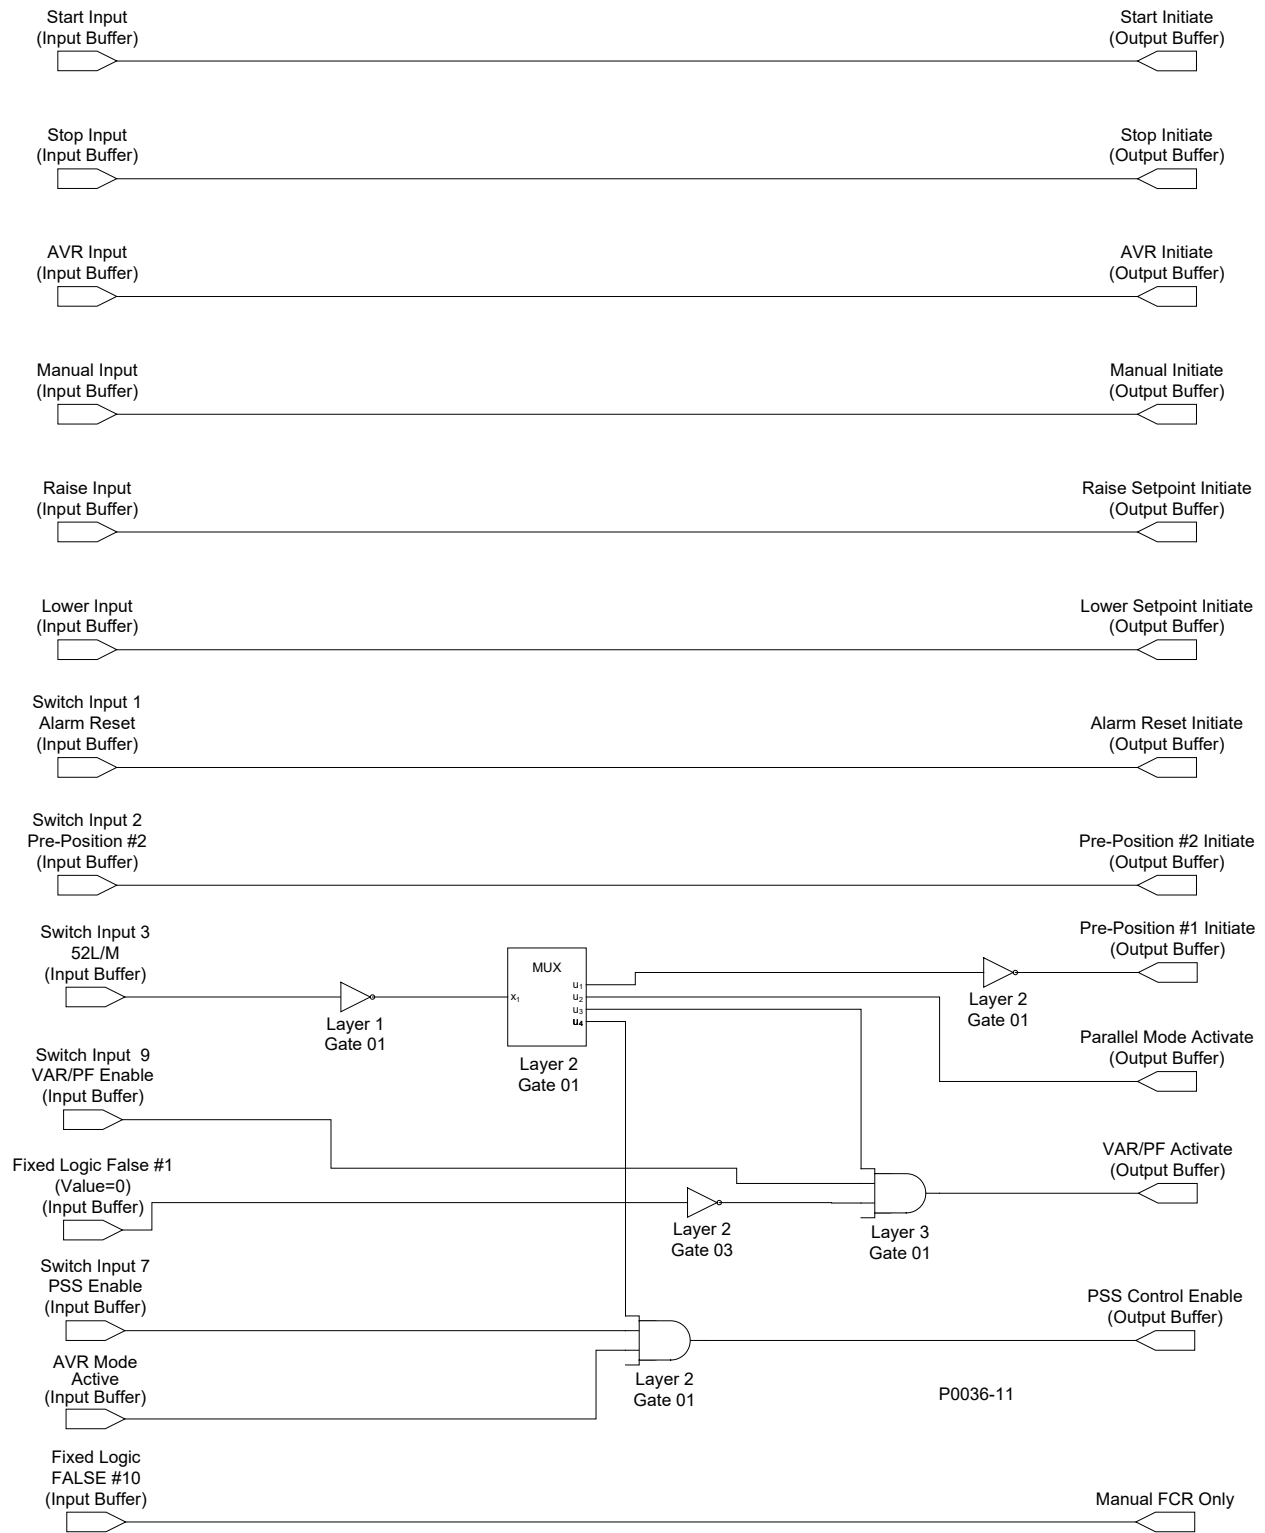 Start Input
(Input Buffer)
Start Initiate
(Output Buffer)
Stop Input
(Input Buffer)
Stop Initiate
(Output Buffer)
AVR Input
(Input Buffer)
AVR Initiate
(Output Buffer)
Manual Input
(Input Buffer)
Manual Initiate
(Output Buffer)
Raise Input
(Input Buffer)
Raise Setpoint Initiate
(Output Buffer)
Lower Input
(Input Buffer)
Lower Setpoint Initiate
(Output Buffer)
Switch Input 1
Alarm Reset
(Input Buffer)
Alarm Reset Initiate
(Output Buffer)
Switch Input 2
Pre-Position #2
(Input Buffer)
Pre-Position #2 Initiate
(Output Buffer)
Switch Input 3
52L/M
(Input Buffer)
Layer 1
Gate 01
MUX
x₁
u₁
u₂
u₃
u₄
Layer 2
Gate 01
Layer 2
Gate 01
Pre-Position #1 Initiate
(Output Buffer)
Parallel Mode Activate
(Output Buffer)
Switch Input 9
VAR/PF Enable
(Input Buffer)
Fixed Logic False #1
(Value=0)
(Input Buffer)
Layer 2
Gate 03
Layer 3
Gate 01
VAR/PF Activate
(Output Buffer)
Switch Input 7
PSS Enable
(Input Buffer)
AVR Mode
Active
(Input Buffer)
Layer 2
Gate 01
PSS Control Enable
(Output Buffer)
P0036-11
Fixed Logic
FALSE #10
(Input Buffer)
Manual FCR Only